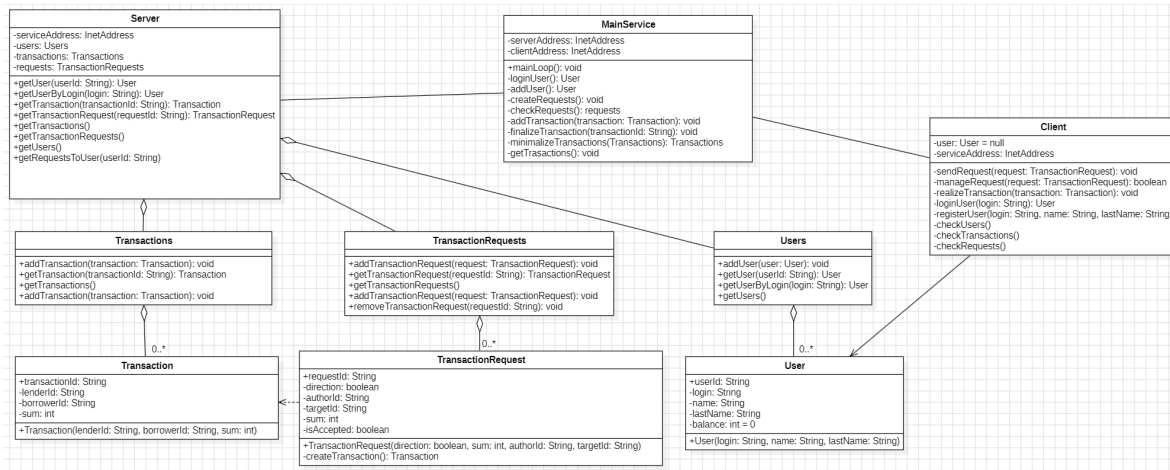 Server
-serviceAddress: InetAddress
-users: Users
-transactions: Transactions
-requests: TransactionRequests
+getUser(userId: String): User
+getUserByLogin(login: String): User
+getTransaction(transactionId: String): Transaction
+getTransactionRequest(requestId: String): TransactionRequest
+getTransactions()
+getTransactionRequests()
+getUsers()
+getRequestsToUser(userId: String)
MainService
-serverAddress: InetAddress
-clientAddress: InetAddress
+mainLoop(): void
-loginUser(): User
-addUser(): User
-createRequests(): void
-checkRequests(): requests
-addTransaction(transaction: Transaction): void
-finalizeTransaction(transactionId: String): void
-minimalizeTransactions(Transactions): Transactions
-getTrasactions(): void
Client
-user: User = null
-serviceAddress: InetAddress
-sendRequest(request: TransactionRequest): void
-manageRequest(request: TransactionRequest): boolean
-realizeTransaction(transaction: Transaction): void
-loginUser(login: String): User
-registerUser(login: String, name: String, lastName: String
-checkUsers()
-checkTransactions()
-checkRequests()
Transactions
+addTransaction(transaction: Transaction): void
+getTransaction(transactionId: String): Transaction
+getTransactions()
+addTransaction(transaction: Transaction): void
TransactionRequests
+addTransactionRequest(request: TransactionRequest): void
+getTransactionRequest(requestId: String): TransactionRequest
+getTransactionRequests()
+addTransactionRequest(request: TransactionRequest): void
+removeTransactionRequest(requestId: String): void
Users
+addUser(user: User): void
+getUser(userId: String): User
+getUserByLogin(login: String): User
+getUsers()
0..*
0..*
0..*
Transaction
+transactionId: String
-lenderId: String
-borrowerId: String
-sum: int
+Transaction(lenderId: String, borrowerId: String, sum: int)
TransactionRequest
+requestId: String
-direction: boolean
-authorId: String
-targetId: String
-sum: int
-isAccepted: boolean
+TransactionRequest(direction: boolean, sum: int, authorId: String, targetId: String)
-createTransaction(): Transaction
User
+userId: String
-login: String
-name: String
-lastName: String
-balance: int = 0
+User(login: String, name: String, lastName: String)